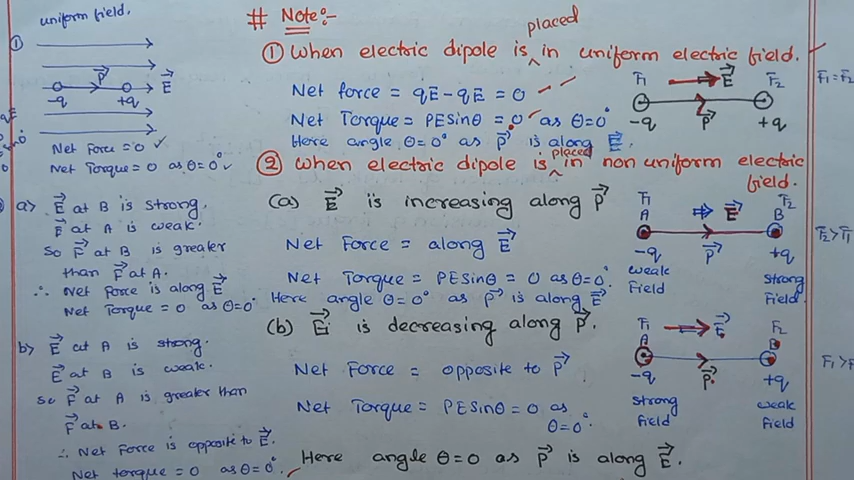 uniform field.
① 
P⃗
E⃗
-q +q
qE
Net Force = 0 ✓
Net Torque = 0 as θ=0° ✓
a> E⃗ at B is strong.
E⃗ at A is weak.
So F⃗ at B is greater
than F⃗ at A.
∴ Net Force is along E⃗
Net Torque = 0 as θ=0°
b> E⃗ at A is strong.
E⃗ at B is weak.
so F⃗ at A is greater than
F⃗ at B.
∴ Net Force is opposite to E⃗.
Net torque = 0 as θ=0°.
# Note:-
placed
① When electric dipole is ^ in uniform electric field.
Net force = qE-qE = 0
Net Torque = PESinθ = 0 as θ=0°
Here angle θ=0° as P⃗ is along E⃗.
F1 E⃗ F2
-q P⃗ +q
F1 = F2
placed
② when electric dipole is ^ in non uniform electric
field.
(a) E⃗ is increasing along P⃗
Net Force = along E⃗
Net Torque = PESinθ = 0 as θ=0°.
Here angle θ=0° as P⃗ is along E⃗
F1 F2
A E⃗ B
-q P⃗ +q
weak Strong
Field Field.
F2 > F1
(b) E⃗ is decreasing along P⃗.
Net Force = opposite to P⃗
Net Torque = PESinθ = 0 as
θ=0°.
Here angle θ=0 as P⃗ is along E⃗.
F1 E⃗ F2
A B
-q P⃗ +q
strong weak
field field
F1 > F